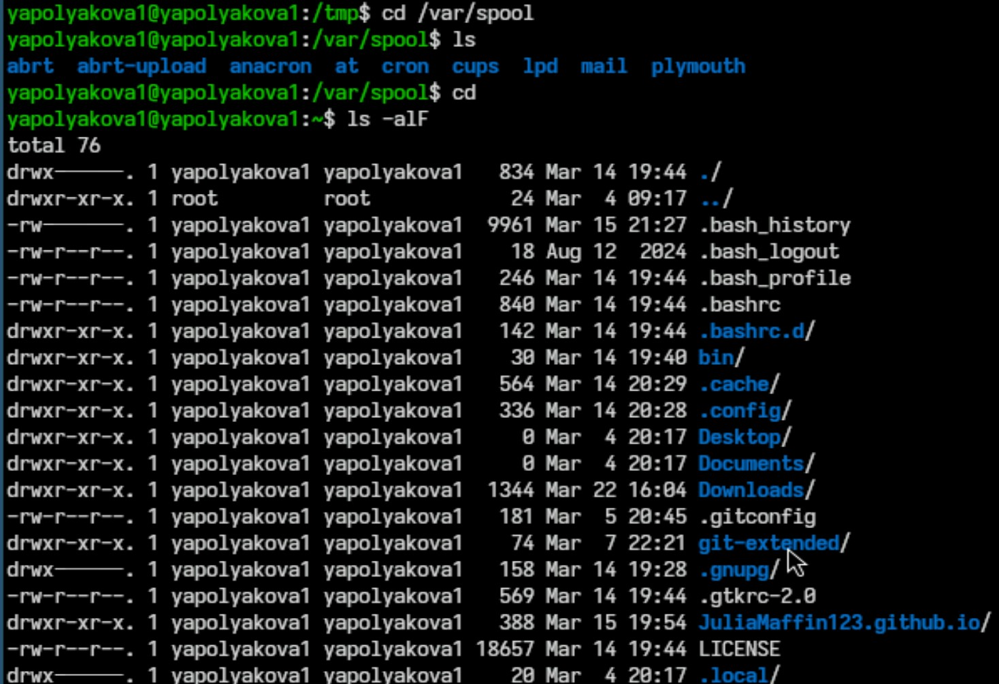 yapolyakova1@yapolyakova1:/tmp$ cd /var/spool
yapolyakova1@yapolyakova1:/var/spool$ ls
abrt  abrt-upload  anacron  at  cron  cups  lpd  mail  plymouth
yapolyakova1@yapolyakova1:/var/spool$ cd
yapolyakova1@yapolyakova1:~$ ls -alF
total 76
drwx------. 1 yapolyakova1 yapolyakova1   834 Mar 14 19:44 ./
drwxr-xr-x. 1 root         root            24 Mar  4 09:17 ../
-rw-------. 1 yapolyakova1 yapolyakova1  9961 Mar 15 21:27 .bash_history
-rw-r--r--. 1 yapolyakova1 yapolyakova1    18 Aug 12  2024 .bash_logout
-rw-r--r--. 1 yapolyakova1 yapolyakova1   246 Mar 14 19:44 .bash_profile
-rw-r--r--. 1 yapolyakova1 yapolyakova1   840 Mar 14 19:44 .bashrc
drwxr-xr-x. 1 yapolyakova1 yapolyakova1   142 Mar 14 19:44 .bashrc.d/
drwxr-xr-x. 1 yapolyakova1 yapolyakova1    30 Mar 14 19:40 bin/
drwxr-xr-x. 1 yapolyakova1 yapolyakova1   564 Mar 14 20:29 .cache/
drwxr-xr-x. 1 yapolyakova1 yapolyakova1   336 Mar 14 20:28 .config/
drwxr-xr-x. 1 yapolyakova1 yapolyakova1     0 Mar  4 20:17 Desktop/
drwxr-xr-x. 1 yapolyakova1 yapolyakova1     0 Mar  4 20:17 Documents/
drwxr-xr-x. 1 yapolyakova1 yapolyakova1  1344 Mar 22 16:04 Downloads/
-rw-r--r--. 1 yapolyakova1 yapolyakova1   181 Mar  5 20:45 .gitconfig
drwxr-xr-x. 1 yapolyakova1 yapolyakova1    74 Mar  7 22:21 git-extended/
drwx------. 1 yapolyakova1 yapolyakova1   158 Mar 14 19:28 .gnupg/
-rw-r--r--. 1 yapolyakova1 yapolyakova1   569 Mar 14 19:44 .gtkrc-2.0
drwxr-xr-x. 1 yapolyakova1 yapolyakova1   388 Mar 15 19:54 JuliaMaffin123.github.io/
-rw-r--r--. 1 yapolyakova1 yapolyakova1 18657 Mar 14 19:44 LICENSE
drwx------. 1 yapolyakova1 yapolyakova1    20 Mar  4 20:17 .local/